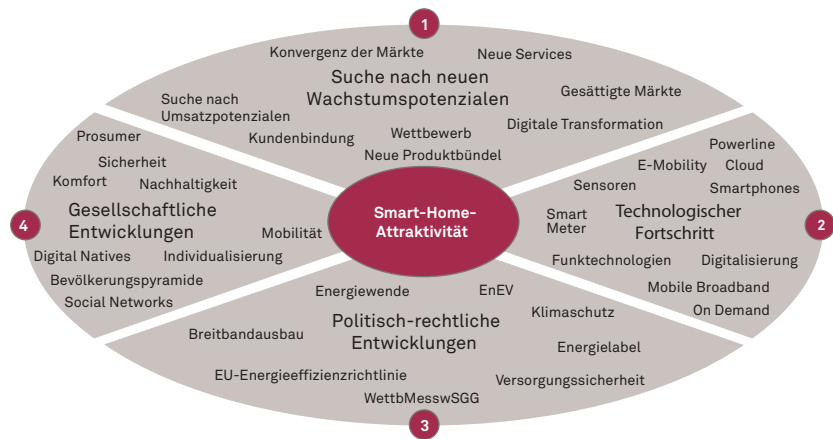 1
Konvergenz der Märkte
Neue Services
Suche nach neuen
Wachstumspotenzialen
Gesättigte Märkte
Suche nach
Umsatzpotenzialen
Digitale Transformation
Wettbewerb
Kundenbindung
Neue Produktbündel
Prosumer
Sicherheit
Komfort
Nachhaltigkeit
4
Gesellschaftliche
Entwicklungen
Mobilität
Digital Natives
Individualisierung
Bevölkerungspyramide
Social Networks
Smart-Home-
Attraktivität
Powerline
E-Mobility
Cloud
Sensoren
Smartphones
Smart
Meter
Technologischer
Fortschritt
2
Funktechnologien
Digitalisierung
Mobile Broadband
On Demand
Energiewende
EnEV
Klimaschutz
Politisch-rechtliche
Entwicklungen
Breitbandausbau
Energielabel
EU-Energieeffizienzrichtlinie
Versorgungssicherheit
WettbMesswSGG
3